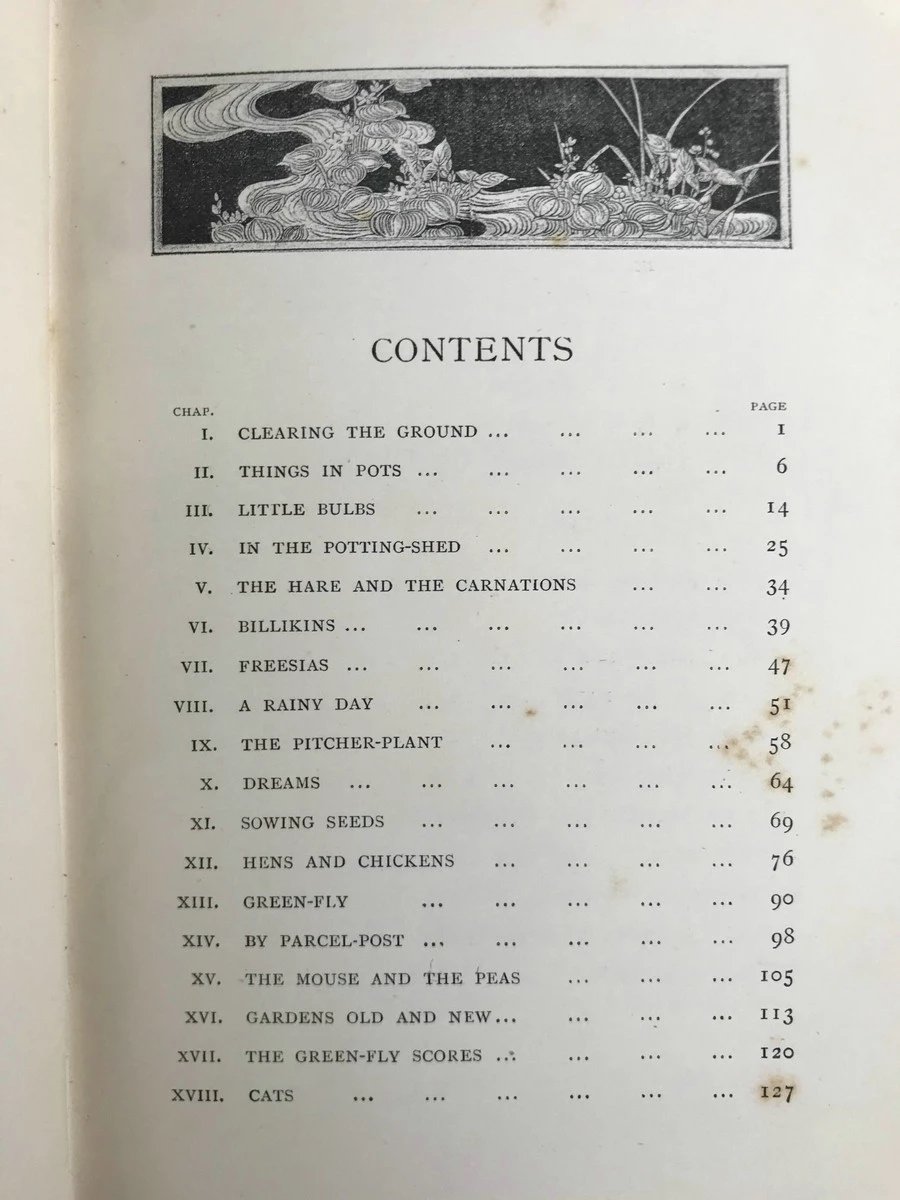 CONTENTS
CHAP. PAGE
I. CLEARING THE GROUND ... ... ... ... 1
II. THINGS IN POTS ... ... ... ... ... 6
III. LITTLE BULBS ... ... ... ... ... 14
IV. IN THE POTTING-SHED ... ... ... ... 25
V. THE HARE AND THE CARNATIONS ... ... 34
VI. BILLIKINS ... ... ... ... ... ... 39
VII. FREESIAS ... ... ... ... ... ... 47
VIII. A RAINY DAY ... ... ... ... ... 51
IX. THE PITCHER-PLANT ... ... ... ... 58
X. DREAMS ... ... ... ... ... ... 64
XI. SOWING SEEDS ... ... ... ... ... 69
XII. HENS AND CHICKENS ... ... ... ... 76
XIII. GREEN-FLY ... ... ... ... ... 90
XIV. BY PARCEL-POST ... ... ... ... ... 98
XV. THE MOUSE AND THE PEAS ... ... ... 105
XVI. GARDENS OLD AND NEW... ... ... ... 113
XVII. THE GREEN-FLY SCORES ... ... ... ... 120
XVIII. CATS ... ... ... ... ... ... 127